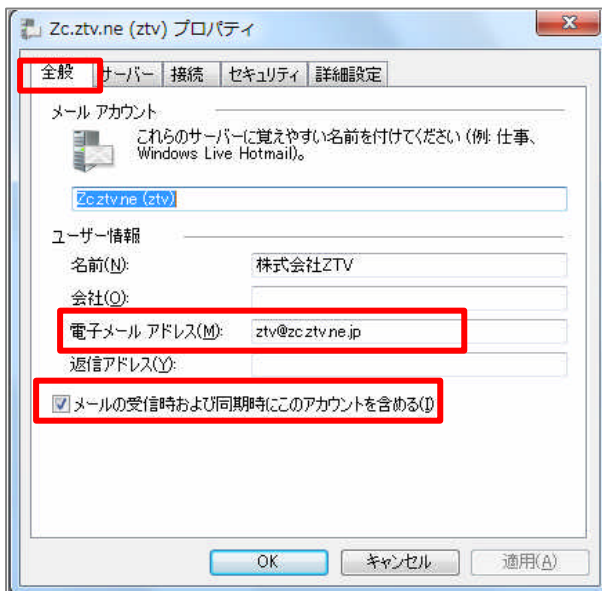 Zc.ztv.ne (ztv) プロパティ
全般 サーバー 接続 セキュリティ 詳細設定
メール アカウント
これらのサーバーに覚えやすい名前を付けてください (例: 仕事、
Windows Live Hotmail)。
Zc.ztv.ne (ztv)
ユーザー情報
名前(N): 株式会社ZTV
会社(O):
電子メール アドレス(M): ztv@zc.ztv.ne.jp
返信アドレス(Y):
メールの受信時および同期時にこのアカウントを含める(I)
OK キャンセル 適用(A)